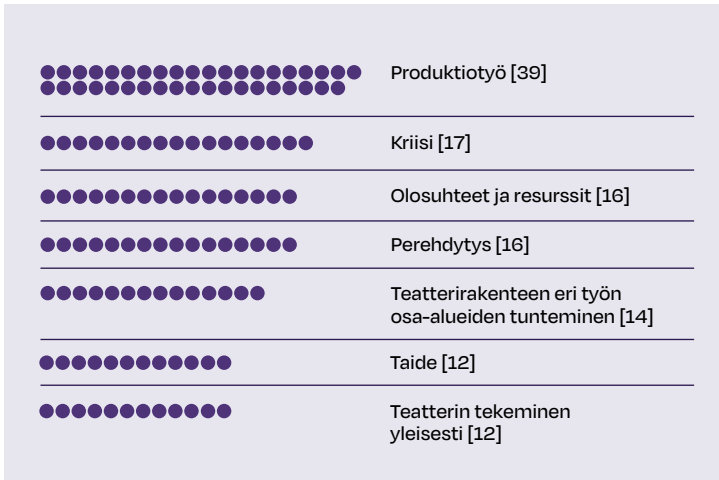 Produktiotyö [39]
Kriisi [17]
Olosuhteet ja resurssit [16]
Perehdytys [16]
Teatterirakenteen eri työn
osa-alueiden tunteminen [14]
Taide [12]
Teatterin tekeminen
yleisesti [12]